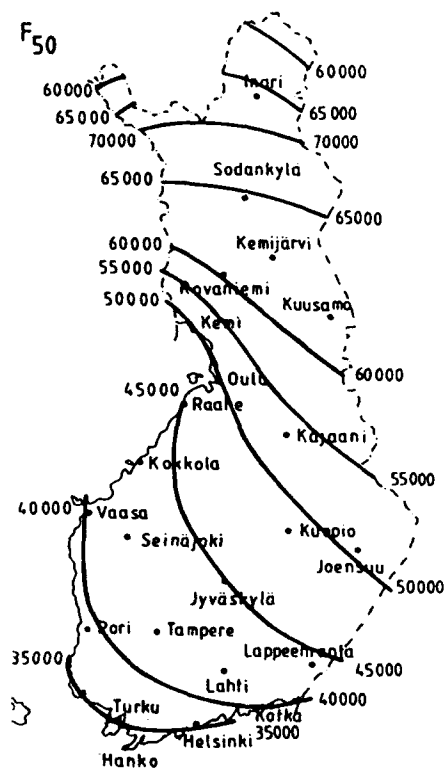 F50
60000
60000
Inari
65000
65000
70000
70000
Sodankylä
65000
65000
60000
Kemijärvi
55000
Rovaniemi
50000
Kuusamo
Kemi
60000
Oulu
45000
Raahe
Kajaani
Kokkola
55000
40000
Vaasa
Kuopio
Seinäjoki
Joensuu
50000
Jyväskylä
Pori
Tampere
Lappeenranta
35000
45000
Lahti
40000
Turku
Kotka
35000
Helsinki
Hanko